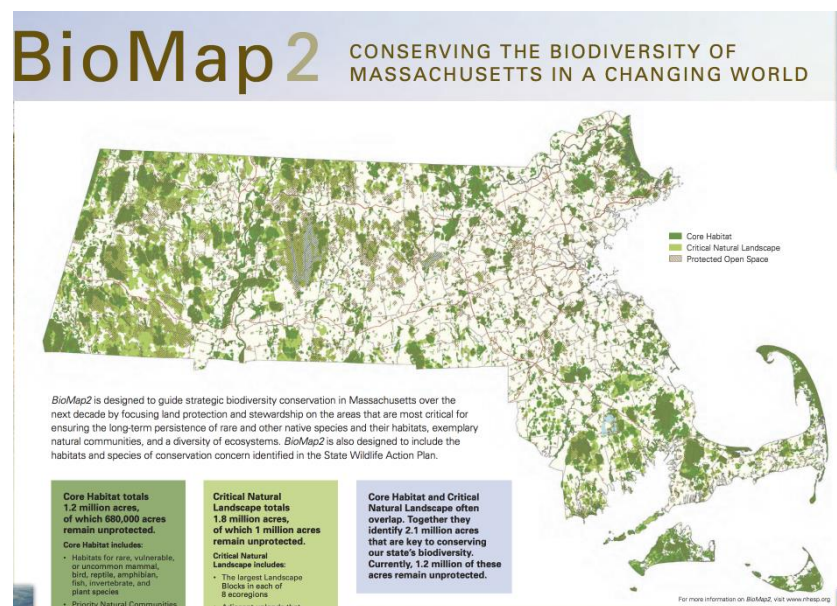 BioMap2
CONSERVING THE BIODIVERSITY OF
MASSACHUSETTS IN A CHANGING WORLD
Core Habitat
Critical Natural Landscape
Protected Open Space
BioMap2 is designed to guide strategic biodiversity conservation in Massachusetts over the
next decade by focusing land protection and stewardship on the areas that are most critical for
ensuring the long-term persistence of rare and other native species and their habitats, exemplary
natural communities, and a diversity of ecosystems. BioMap2 is also designed to include the
habitats and species of conservation concern identified in the State Wildlife Action Plan.
Core Habitat totals
1.2 million acres,
of which 680,000 acres
remain unprotected.
Core Habitat includes:
• Habitats for rare, vulnerable,
or uncommon mammal,
bird, reptile, amphibian,
fish, invertebrate, and
plant species
• Priority Natural Communities
Critical Natural
Landscape totals
1.8 million acres,
of which 1 million acres
remain unprotected.
Critical Natural
Landscape includes:
• The largest Landscape
Blocks in each of
8 ecoregions
• Adjacent uplands that
Core Habitat and Critical
Natural Landscape often
overlap. Together they
identify 2.1 million acres
that are key to conserving
our state's biodiversity.
Currently, 1.2 million of these
acres remain unprotected.
For more information on BioMap2, visit www.nhesp.org